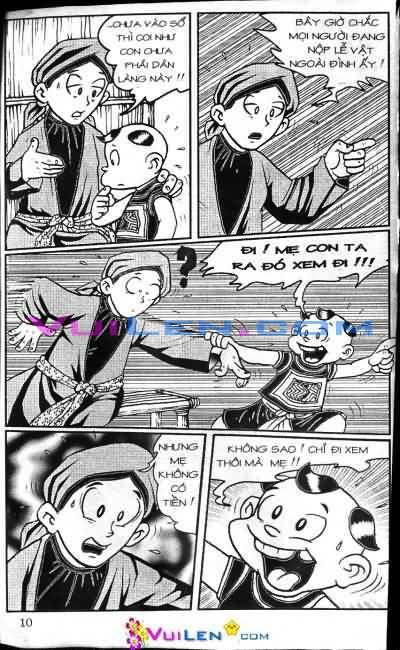 ..CHƯA VÀO SỔ
THÌ COI NHƯ
CON CHƯA
PHẢI DÂN
LÀNG NÀY !!
BÂY GIỜ CHẮC
MỌI NGƯỜI ĐANG
NỘP LỄ VẬT
NGOÀI ĐÌNH ẤY !
?
ĐI ! MẸ CON TA
RA ĐÓ XEM ĐI !!!
VUILEN.COM
NHƯNG
MẸ
KHÔNG
CÓ
TIỀN !
KHÔNG SAO ! CHỈ ĐI XEM
THÔI MÀ MẸ !!
10
VUILEN.COM